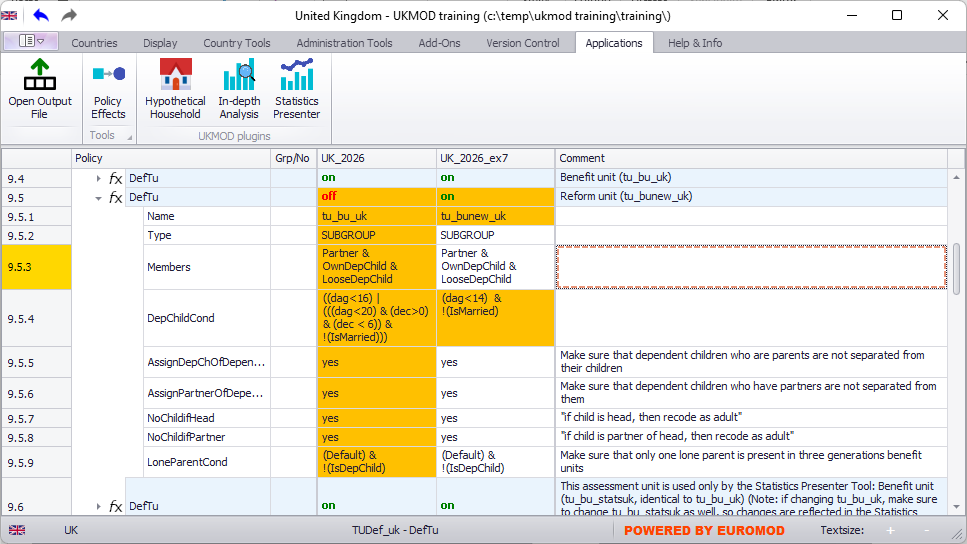 United Kingdom - UKMOD training (c:\temp\ukmod training\training\)
Countries Display Country Tools Administration Tools Add-Ons Version Control Applications Help & Info
Open Output
File
Policy
Effects
Hypothetical
Household
In-depth
Analysis
Statistics
Presenter
Tools
UKMOD plugins
Policy Grp/No UK_2026 UK_2026_ex7 Comment
9.4 fx DefTu on on Benefit unit (tu_bu_uk)
9.5 fx DefTu off on Reform unit (tu_bunew_uk)
9.5.1 Name tu_bu_uk tu_bunew_uk
9.5.2 Type SUBGROUP SUBGROUP
9.5.3 Members
Partner &
OwnDepChild &
LooseDepChild
Partner &
OwnDepChild &
LooseDepChild
9.5.4 DepChildCond
((dag<16) |
(((dag<20) & (dec>0)
& (dec < 6)) &
!(IsMarried)))
(dag<14) &
!(IsMarried)
9.5.5 AssignDepChOfDepen... yes yes
Make sure that dependent children who are parents are not separated from
their children
9.5.6 AssignPartnerOfDepe... yes yes
Make sure that dependent children who have partners are not separated from
them
9.5.7 NoChildifHead yes yes "if child is head, then recode as adult"
9.5.8 NoChildifPartner yes yes "if child is partner of head, then recode as adult"
9.5.9 LoneParentCond
(Default) &
!(IsDepChild)
(Default) &
!(IsDepChild)
Make sure that only one lone parent is present in three generations benefit
units
9.6 fx DefTu on on
This assessment unit is used only by the Statistics Presenter Tool: Benefit unit
(tu_bu_statsuk, identical to tu_bu_uk) (Note: if changing tu_bu_uk, make sure
to change tu_bu_statsuk as well, so changes are reflected in the Statistics
UK TUDef_uk - DefTu POWERED BY EUROMOD Textsize: + -